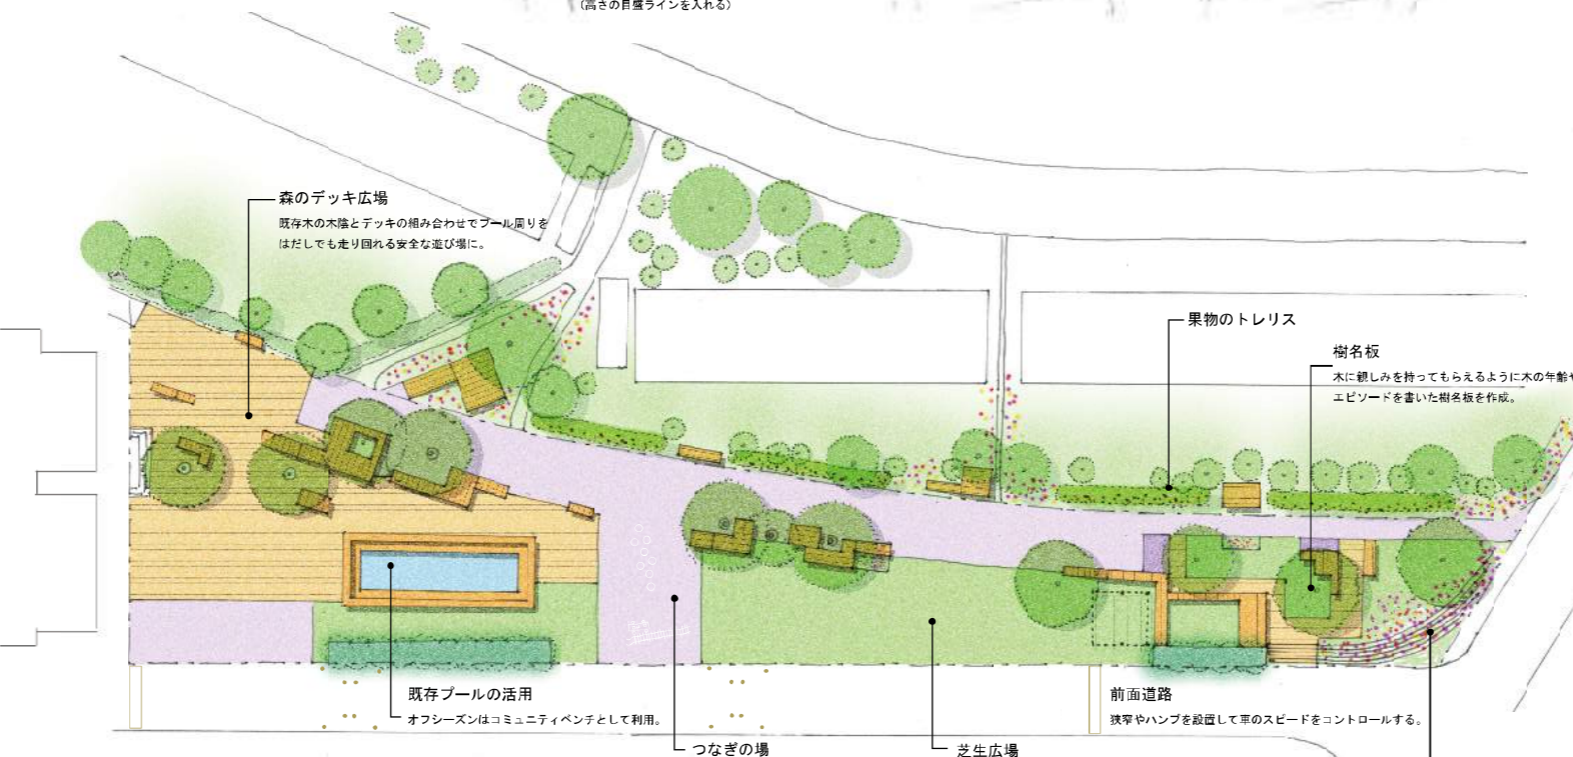 （高さの目盛ラインを入れる）
森のデッキ広場
既存木の木陰とデッキの組み合わせでプール周りを
はだしでも走り回れる安全な遊び場に。
果物のトレリス
樹名板
木に親しみを持ってもらえるように木の年齢や
エピソードを書いた樹名板を作成。
既存プールの活用
オフシーズンはコミュニティベンチとして利用。
前面道路
狭窄やハンプを設置して車のスピードをコントロールする。
つなぎの場
芝生広場